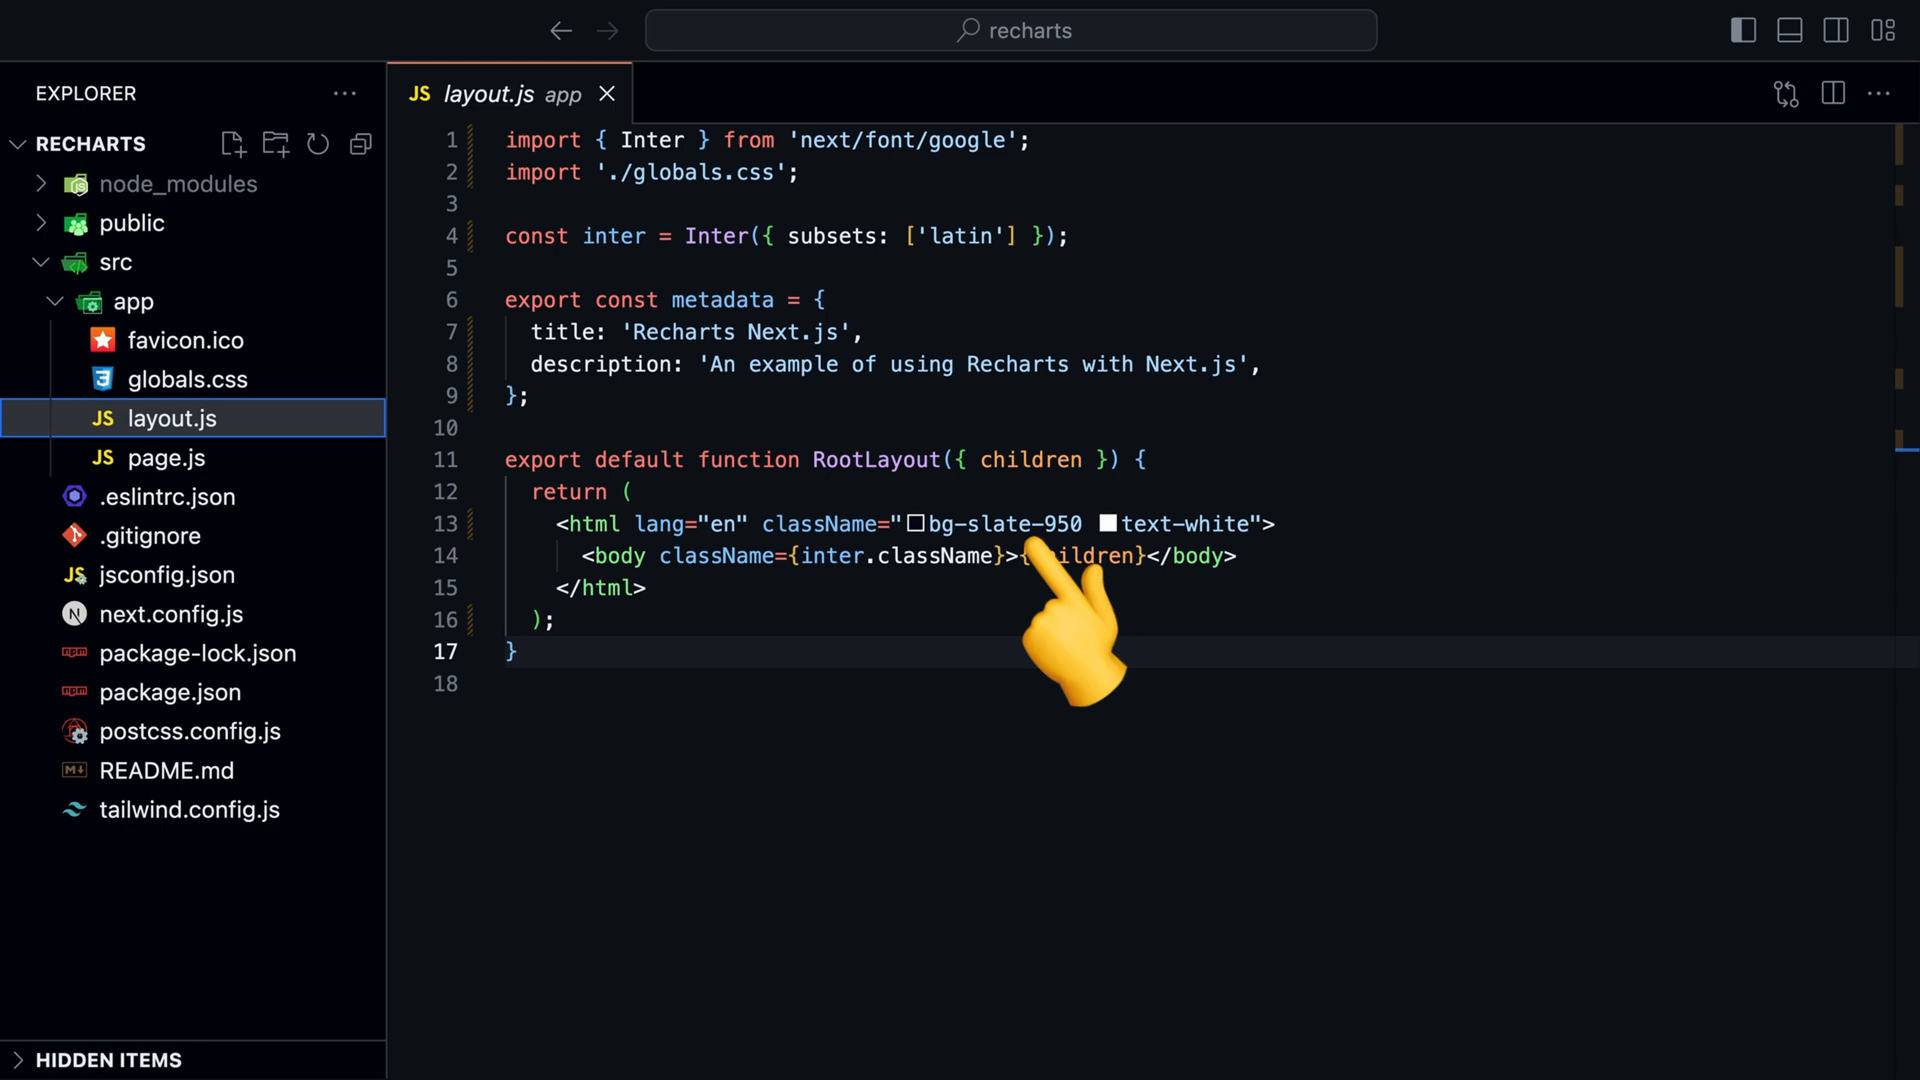 recharts
EXPLORER
RECHARTS
node_modules
public
src
app
favicon.ico
globals.css
layout.js
page.js
.eslintrc.json
.gitignore
jsconfig.json
next.config.js
package-lock.json
package.json
postcss.config.js
README.md
tailwind.config.js
HIDDEN ITEMS
JS layout.js app
1 import { Inter } from 'next/font/google';
2 import './globals.css';
3
4 const inter = Inter({ subsets: ['latin'] });
5
6 export const metadata = {
7 title: 'Recharts Next.js',
8 description: 'An example of using Recharts with Next.js',
9 };
10
11 export default function RootLayout({ children }) {
12 return (
13 <html lang="en" className="bg-slate-950 text-white">
14 <body className={inter.className}>{children}</body>
15 </html>
16 );
17 }
18